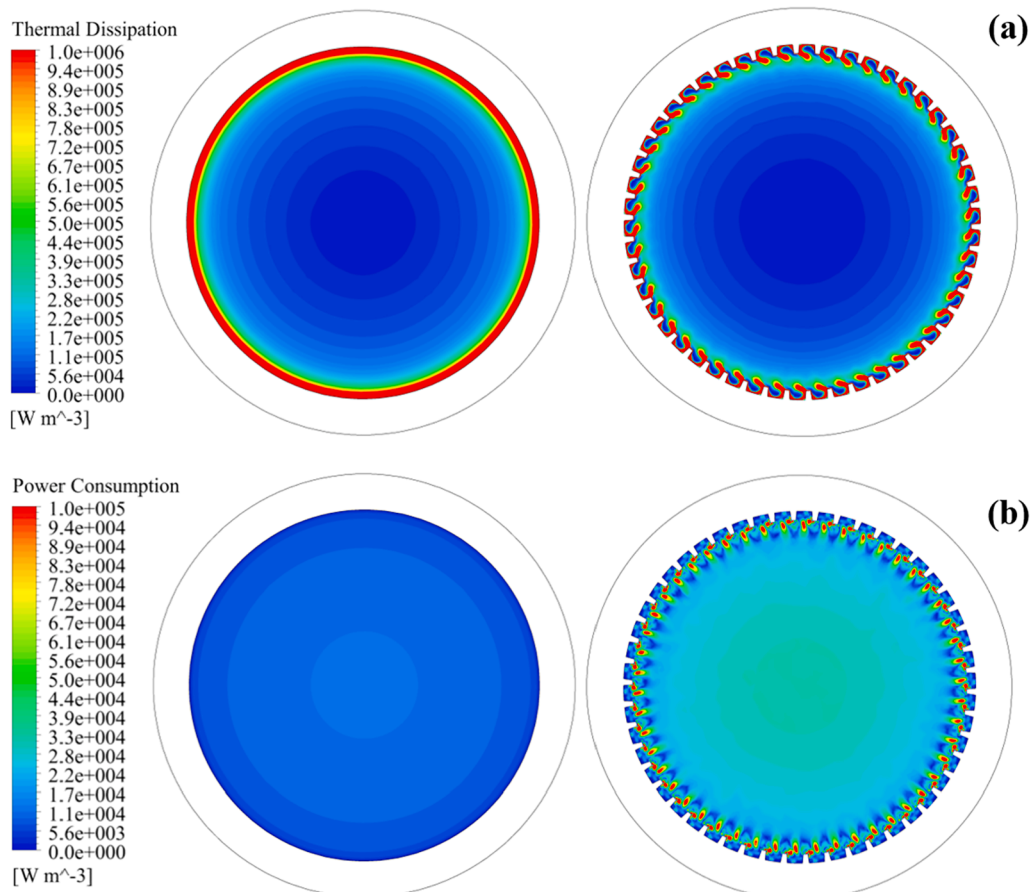 Thermal Dissipation
(a)
1.0e+006
9.4e+005
8.9e+005
8.3e+005
7.8e+005
7.2e+005
6.7e+005
6.1e+005
5.6e+005
5.0e+005
4.4e+005
3.9e+005
3.3e+005
2.8e+005
2.2e+005
1.7e+005
1.1e+005
5.6e+004
0.0e+000
[W m^-3]
Power Consumption
(b)
1.0e+005
9.4e+004
8.9e+004
8.3e+004
7.8e+004
7.2e+004
6.7e+004
6.1e+004
5.6e+004
5.0e+004
4.4e+004
3.9e+004
3.3e+004
2.8e+004
2.2e+004
1.7e+004
1.1e+004
5.6e+003
0.0e+000
[W m^-3]